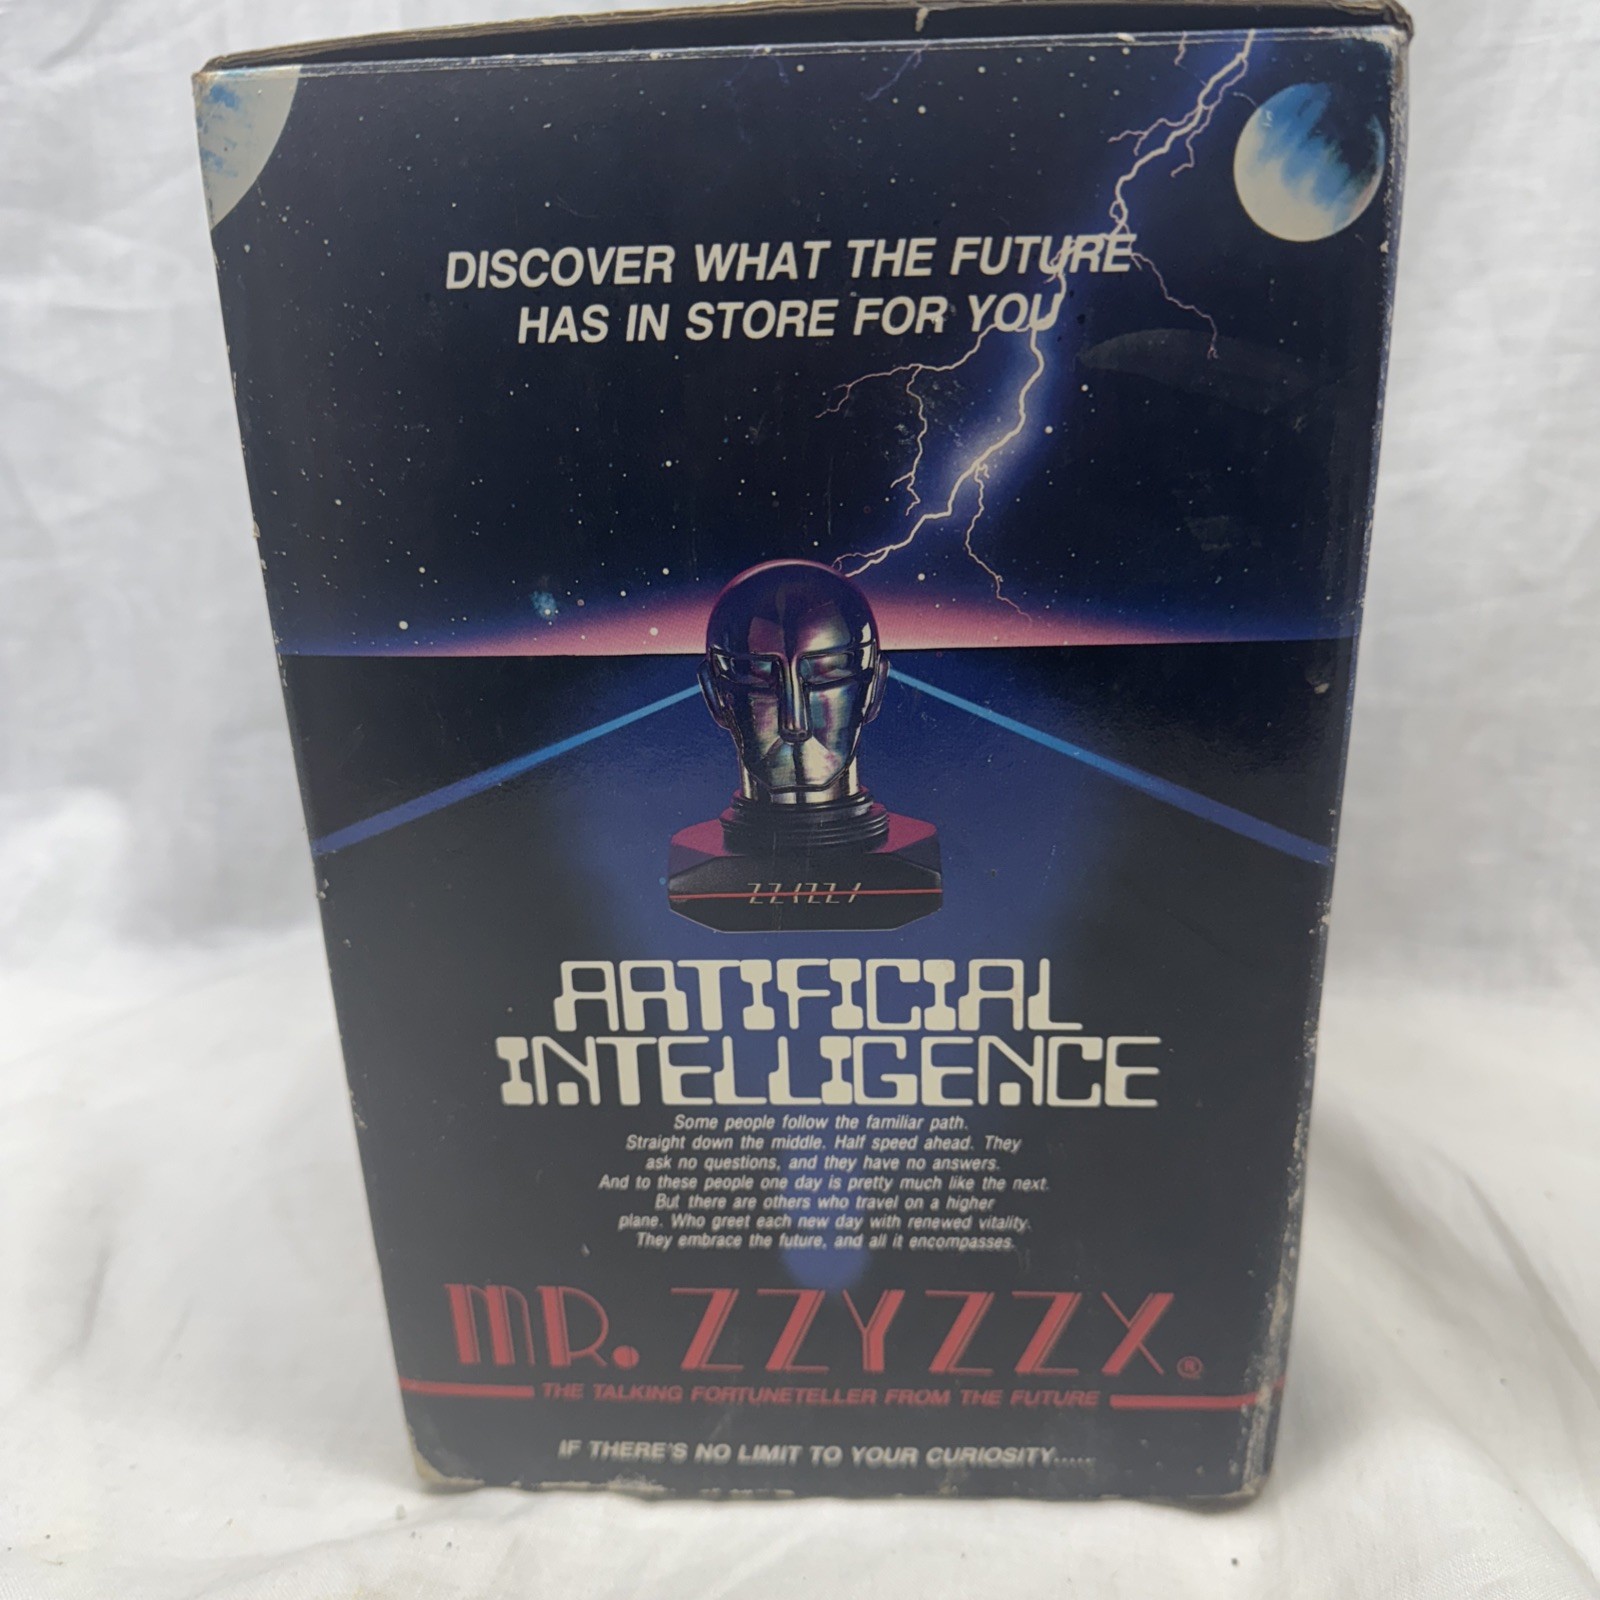 DISCOVER WHAT THE FUTURE
HAS IN STORE FOR YOU
ZZYZZX
ARTIFICIAL
INTELLIGENCE
Some people follow the familiar path.
Straight down the middle. Half speed ahead. They
ask no questions, and they have no answers.
And to these people one day is pretty much like the next.
But there are others who travel on a higher
plane. Who greet each new day with renewed vitality.
They embrace the future, and all it encompasses.
MR. ZZYZZX®
THE TALKING FORTUNETELLER FROM THE FUTURE
IF THERE'S NO LIMIT TO YOUR CURIOSITY.....